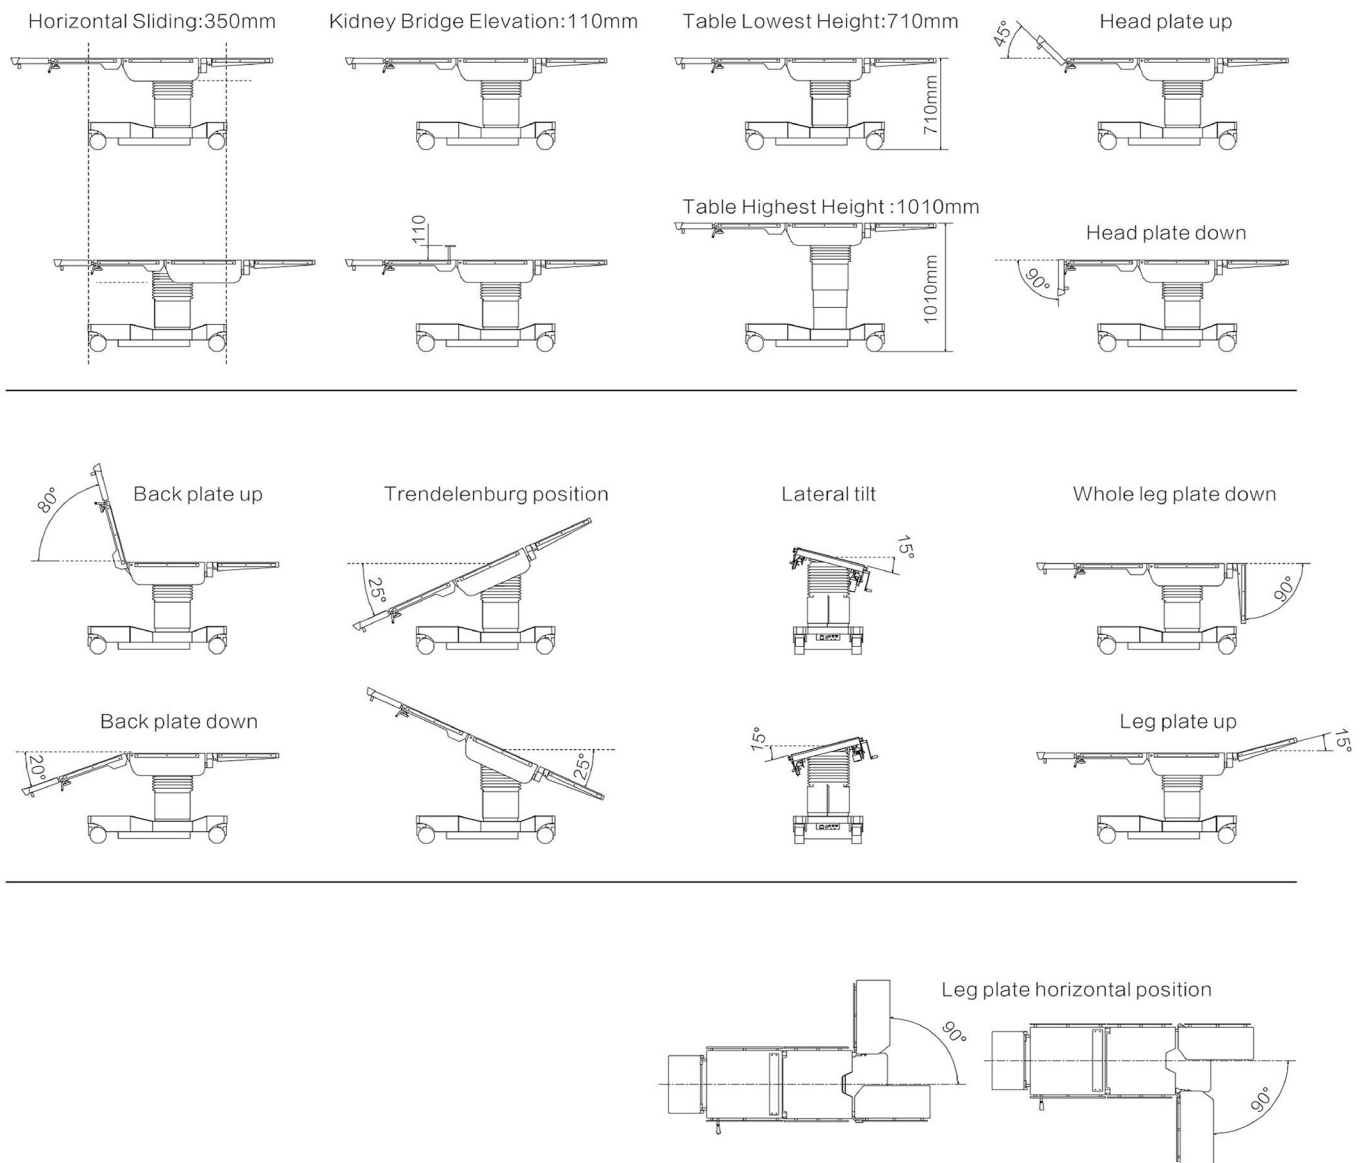 Horizontal Sliding:350mm
Kidney Bridge Elevation:110mm
Table Lowest Height:710mm
Head plate up
45°
710mm
110
Table Highest Height :1010mm
1010mm
Head plate down
90°
80°
Back plate up
Trendelenburg position
25°
Lateral tilt
15°
Whole leg plate down
90°
Back plate down
20°
25°
15°
Leg plate up
15°
Leg plate horizontal position
90°
90°